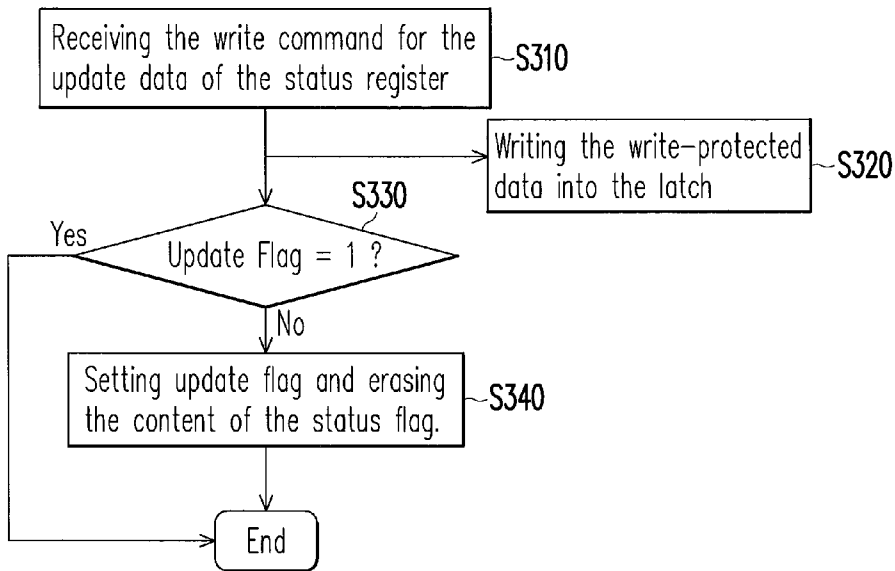 Receiving the write command for the
update data of the status register
S310
Writing the write-protected
data into the latch
S320
S330
Yes
Update Flag = 1 ?
No
Setting update flag and erasing
the content of the status flag.
S340
End